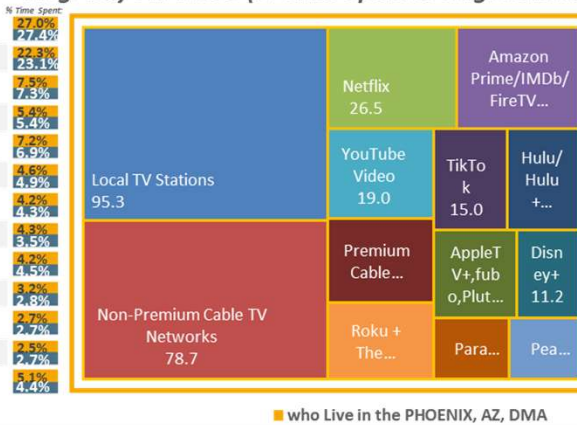 % Time Spent:
27.0%
27.4%
22.3%
23.1%
7.5%
7.3%
5.4%
5.4%
7.2%
6.9%
4.6%
4.9%
4.2%
4.3%
4.3%
3.5%
4.2%
4.5%
3.2%
2.8%
2.7%
2.7%
2.5%
2.7%
5.1%
4.4%
Local TV Stations
95.3
Non-Premium Cable TV
Networks
78.7
Netflix
26.5
Amazon
Prime/IMDb/
FireTV...
YouTube
Video
19.0
TikTo
k
15.0
Hulu/
Hulu
+...
Premium
Cable...
AppleT
V+,fub
o,Plut...
Disn
ey+
11.2
Roku +
The...
Para...
Pea...
who Live in the PHOENIX, AZ, DMA